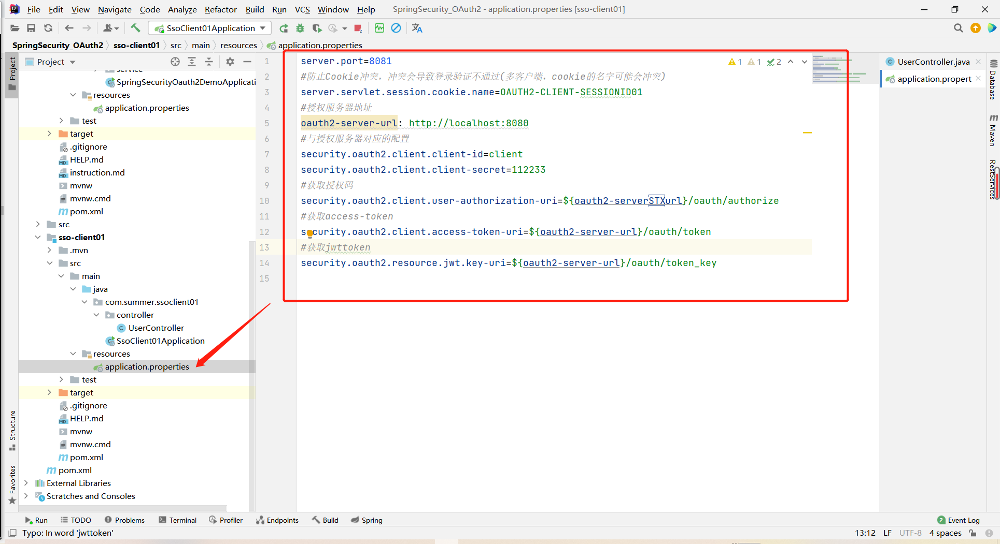 File Edit View Navigate Code Analyze Refactor Build Run VCS Window Help SpringSecurity_OAuth2 - application.properties [sso-client01]
SsoClient01Application
SpringSecurity_OAuth2 sso-client01 src main resources application.properties
Project
service
SpringSecurityOauth2DemoApplicati
resources
application.properties
test
target
.gitignore
HELP.md
instruction.md
mvnw
mvnw.cmd
pom.xml
src
sso-client01
.mvn
src
main
java
com.summer.ssoclient01
controller
UserController
SsoClient01Application
resources
application.properties
test
target
.gitignore
HELP.md
mvnw
mvnw.cmd
pom.xml
pom.xml
External Libraries
Scratches and Consoles
Project
Structure
Favorites
1 server.port=8081
2 #防止Cookie冲突，冲突会导致登录验证不通过(多客户端，cookie的名字可能会冲突)
3 server.servlet.session.cookie.name=OAUTH2-CLIENT-SESSIONID01
4 #授权服务器地址
5 oauth2-server-url: http://localhost:8080
6 #与授权服务器对应的配置
7 security.oauth2.client.client-id=client
8 security.oauth2.client.client-secret=112233
9 #获取授权码
10 security.oauth2.client.user-authorization-uri=${oauth2-serverSTXurl}/oauth/authorize
11 #获取access-token
12 security.oauth2.client.access-token-uri=${oauth2-server-url}/oauth/token
13 #获取jwttoken
14 security.oauth2.resource.jwt.key-uri=${oauth2-server-url}/oauth/token_key
15
1 1 2
UserController.java
application.propert
Database
Maven
RestServices
Run TODO Problems Terminal Profiler Endpoints Build Spring 2 Event Log
Typo: In word 'jwttoken' 13:12 LF UTF-8 4 spaces